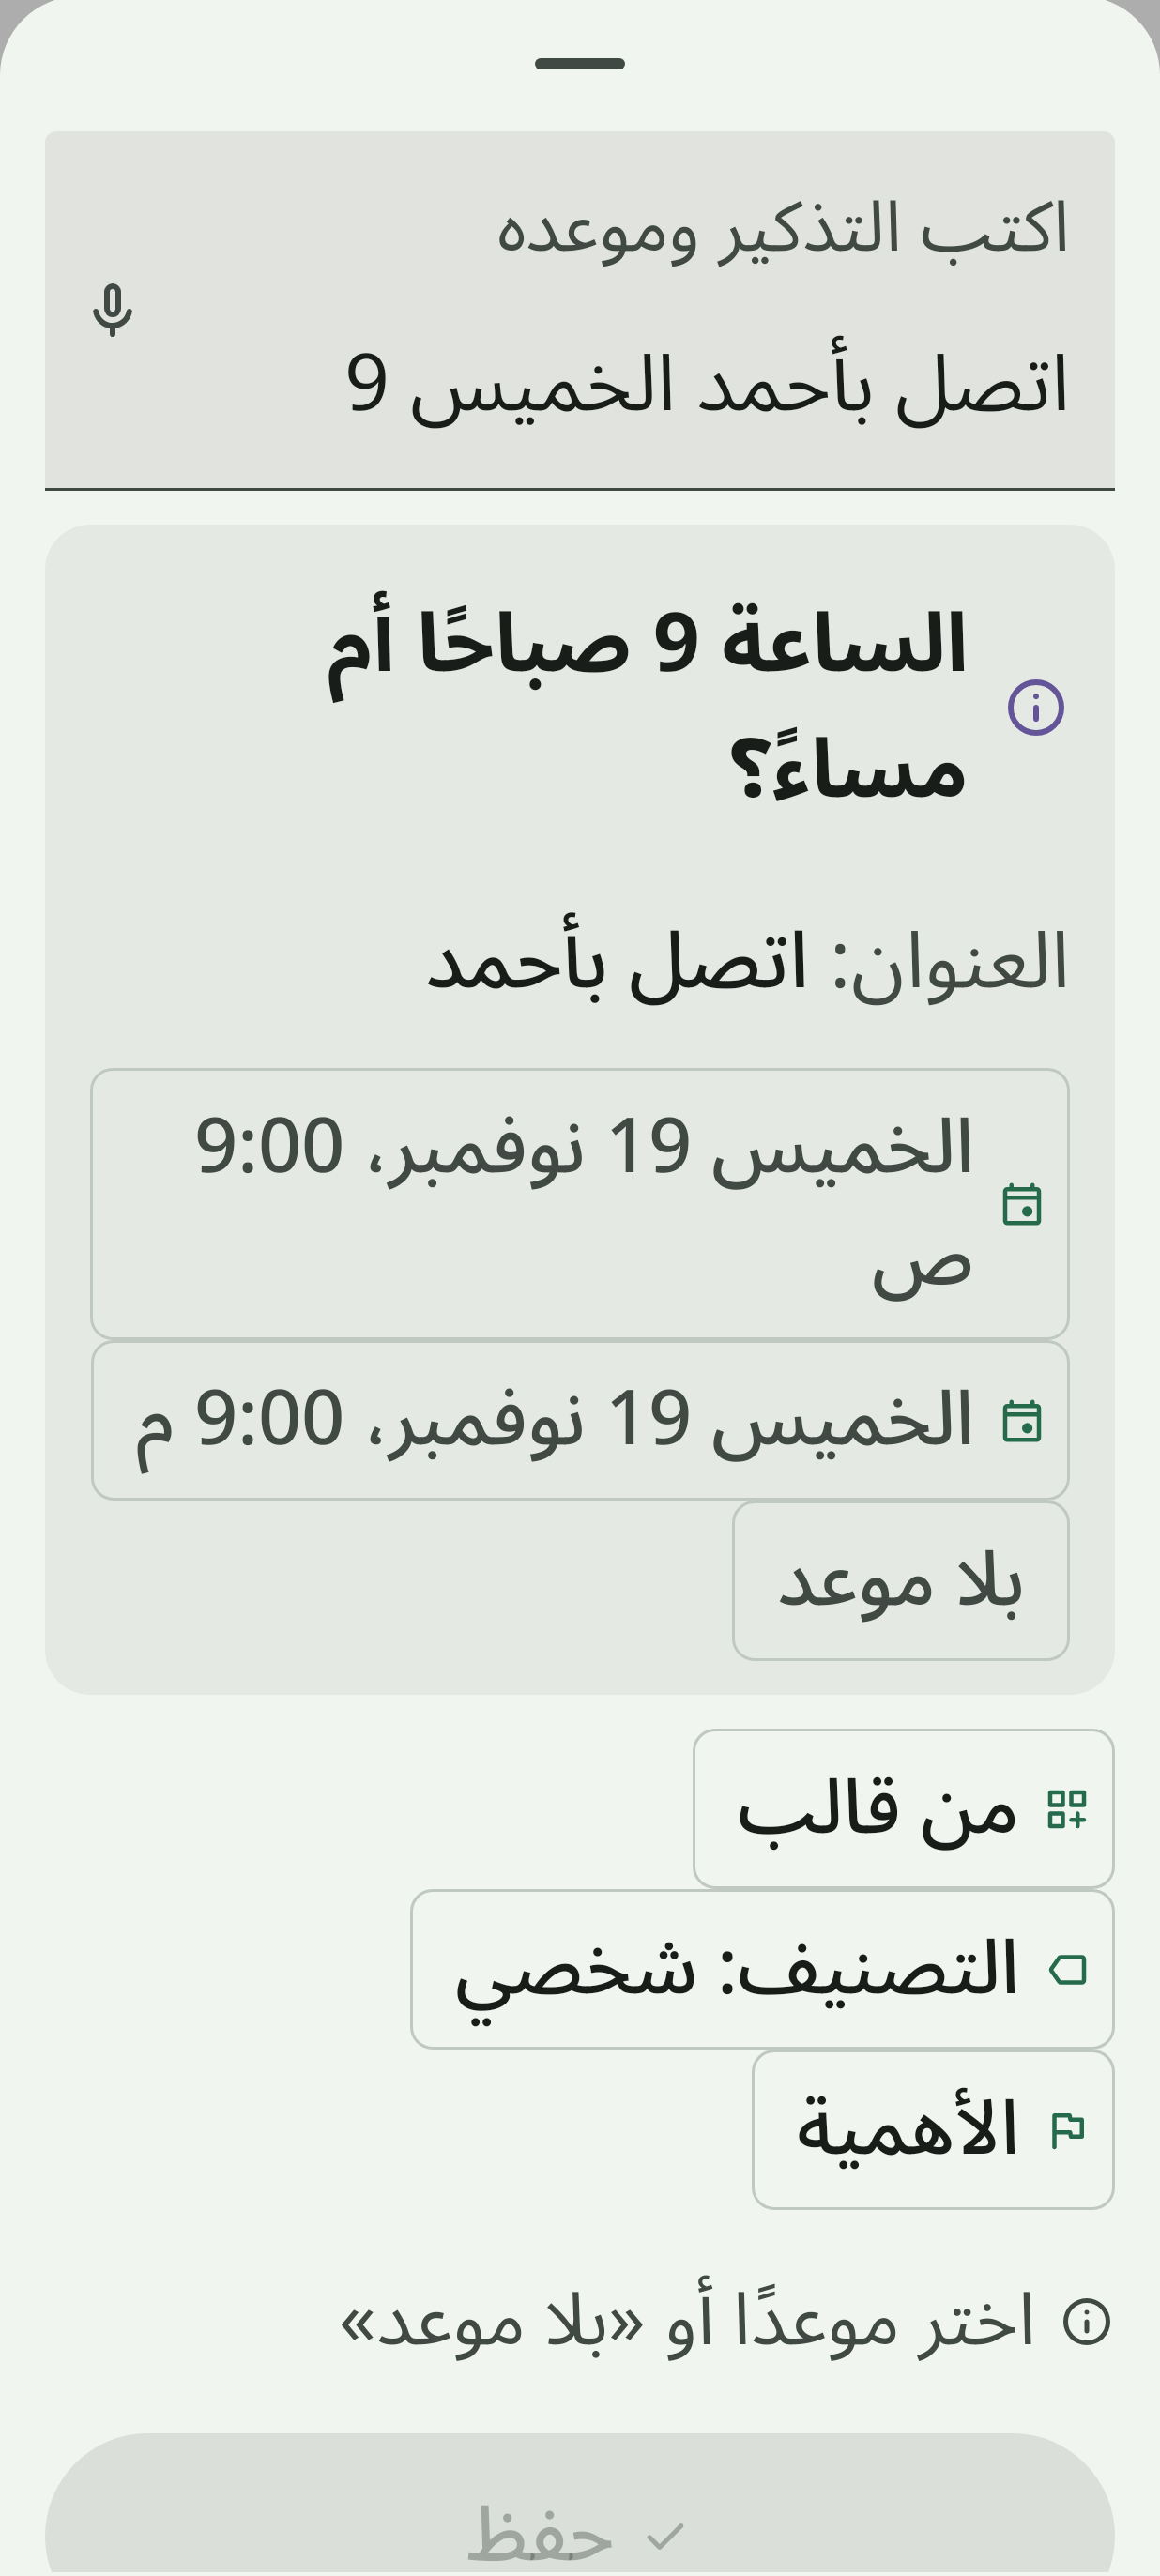 اكتب التذكير وموعده
اتصل بأحمد الخميس 9
الساعة 9 صباحًا أم
مساءً؟
العنوان: اتصل بأحمد
الخميس 19 نوفمبر، 9:00
ص
الخميس 19 نوفمبر، 9:00 م
بلا موعد
من قالب
التصنيف: شخصي
الأهمية
اختر موعدًا أو «بلا موعد»
حفظ